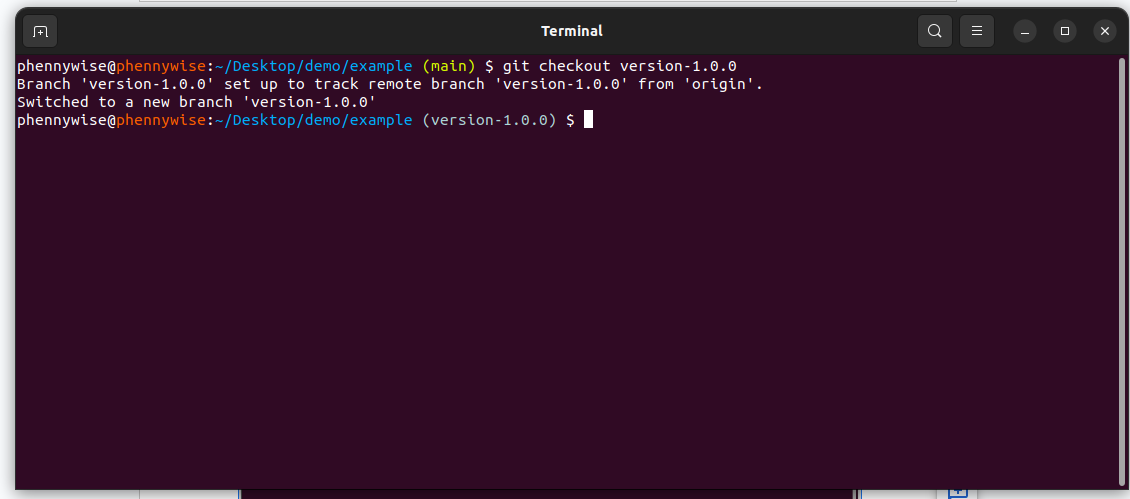 Terminal
phennywise@phennywise:~/Desktop/demo/example (main) $ git checkout version-1.0.0
Branch 'version-1.0.0' set up to track remote branch 'version-1.0.0' from 'origin'.
Switched to a new branch 'version-1.0.0'
phennywise@phennywise:~/Desktop/demo/example (version-1.0.0) $